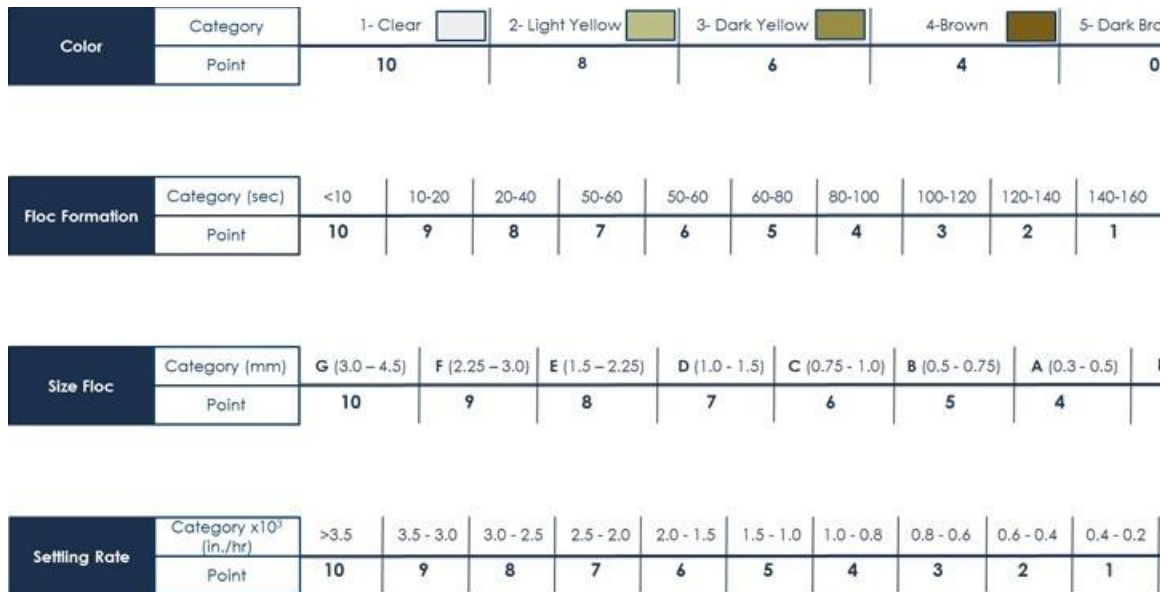 Color
Category 1- Clear 2- Light Yellow 3- Dark Yellow 4-Brown 5- Dark
Point 10 8 6 4 0
Floc Formation
Category (sec) <10 10-20 20-40 50-60 50-60 60-80 80-100 100-120 120-140 140-160
Point 10 9 8 7 6 5 4 3 2 1
Size Floc
Category (mm) G (3.0 – 4.5) F (2.25 – 3.0) E (1.5 – 2.25) D (1.0 - 1.5) C (0.75 - 1.0) B (0.5 - 0.75) A (0.3 - 0.5)
Point 10 9 8 7 6 5 4
Settling Rate
Category x10³ (in./hr) >3.5 3.5 - 3.0 3.0 - 2.5 2.5 - 2.0 2.0 - 1.5 1.5 - 1.0 1.0 - 0.8 0.8 - 0.6 0.6 - 0.4 0.4 - 0.2
Point 10 9 8 7 6 5 4 3 2 1